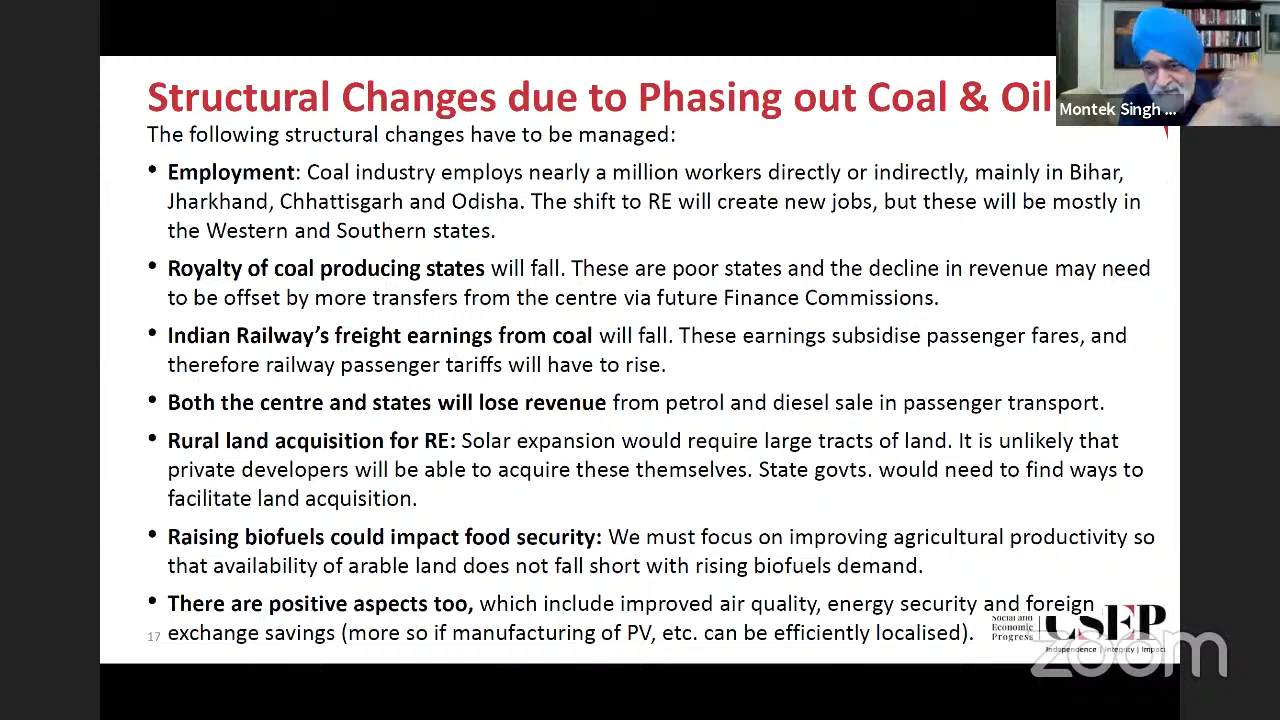 Structural Changes due to Phasing out Coal & Oil
Montek Singh ...
The following structural changes have to be managed:
• Employment: Coal industry employs nearly a million workers directly or indirectly, mainly in Bihar,
Jharkhand, Chhattisgarh and Odisha. The shift to RE will create new jobs, but these will be mostly in
the Western and Southern states.
• Royalty of coal producing states will fall. These are poor states and the decline in revenue may need
to be offset by more transfers from the centre via future Finance Commissions.
• Indian Railway’s freight earnings from coal will fall. These earnings subsidise passenger fares, and
therefore railway passenger tariffs will have to rise.
• Both the centre and states will lose revenue from petrol and diesel sale in passenger transport.
• Rural land acquisition for RE: Solar expansion would require large tracts of land. It is unlikely that
private developers will be able to acquire these themselves. State govts. would need to find ways to
facilitate land acquisition.
• Raising biofuels could impact food security: We must focus on improving agricultural productivity so
that availability of arable land does not fall short with rising biofuels demand.
• There are positive aspects too, which include improved air quality, energy security and foreign
exchange savings (more so if manufacturing of PV, etc. can be efficiently localised).
17
Social and
Economic
Progress
CSEP
Independence | Integrity | Impact
zoom